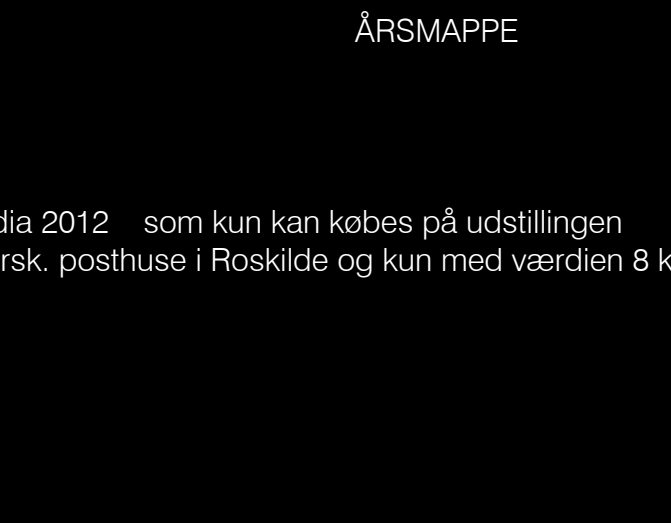 ÅRSMAPPE
dia 2012 som kun kan købes på udstillingen
rsk. posthuse i Roskilde og kun med værdien 8 k